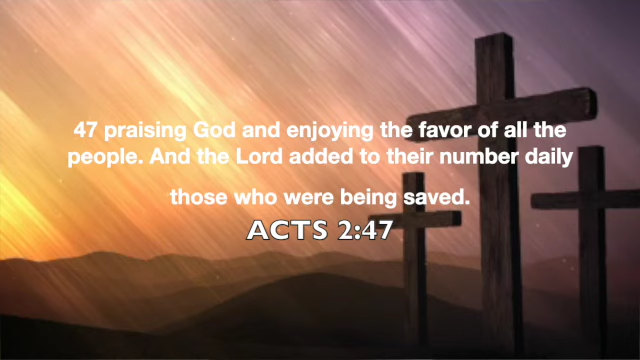 47 praising God and enjoying the favor of all the
people. And the Lord added to their number daily
those who were being saved.
ACTS 2:47